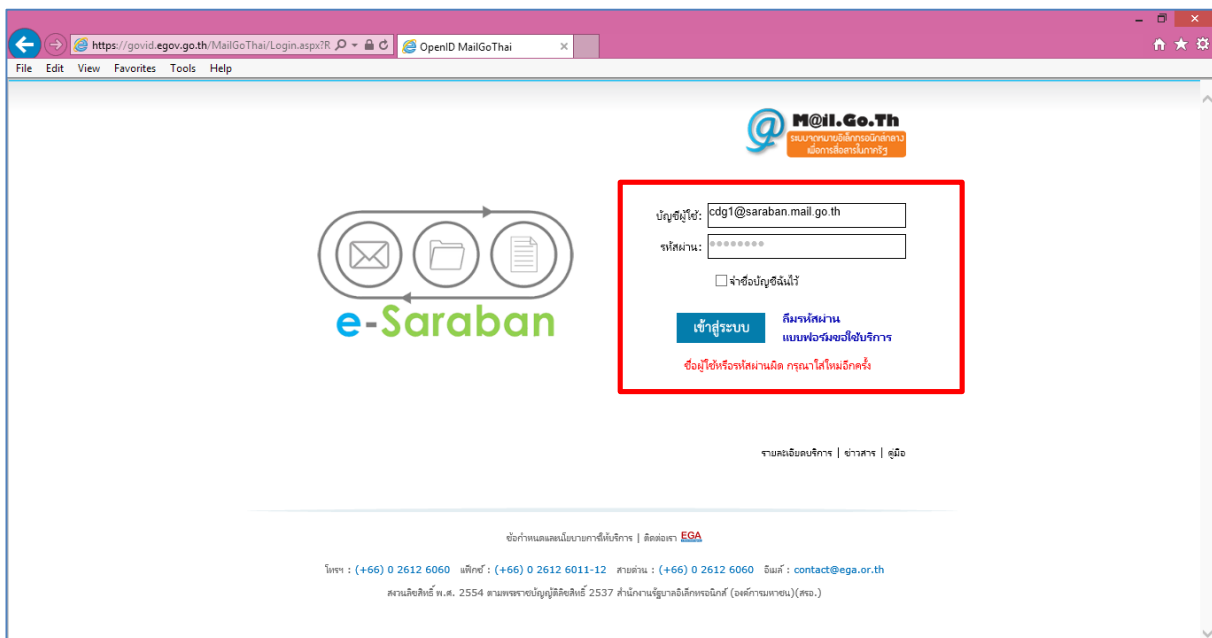 https://govid.egov.go.th/MailGoThai/Login.aspx?R
OpenID MailGoThai
File Edit View Favorites Tools Help
M@il.Go.Th
ระบบจดหมายอิเล็กทรอนิกส์กลาง
เพื่อการสื่อสารในภาครัฐ
บัญชีผู้ใช้: cdg1@saraban.mail.go.th
รหัสผ่าน:
จำชื่อบัญชีฉันไว้
e-Saraban
เข้าสู่ระบบ
ลืมรหัสผ่าน
แบบฟอร์มขอใช้บริการ
ชื่อผู้ใช้หรือรหัสผ่านผิด กรุณาใส่ใหม่อีกครั้ง
รายละเอียดบริการ | ข่าวสาร | คู่มือ
ข้อกำหนดและนโยบายการให้บริการ | ติดต่อเรา EGA
โทรฯ : (+66) 0 2612 6060 แฟ็กซ์ : (+66) 0 2612 6011-12 สายด่วน : (+66) 0 2612 6060 อีเมล์ : contact@ega.or.th
สงวนลิขสิทธิ์ พ.ศ. 2554 ตามพระราชบัญญัติลิขสิทธิ์ 2537 สำนักงานรัฐบาลอิเล็กทรอนิกส์ (องค์การมหาชน)(สรอ.)